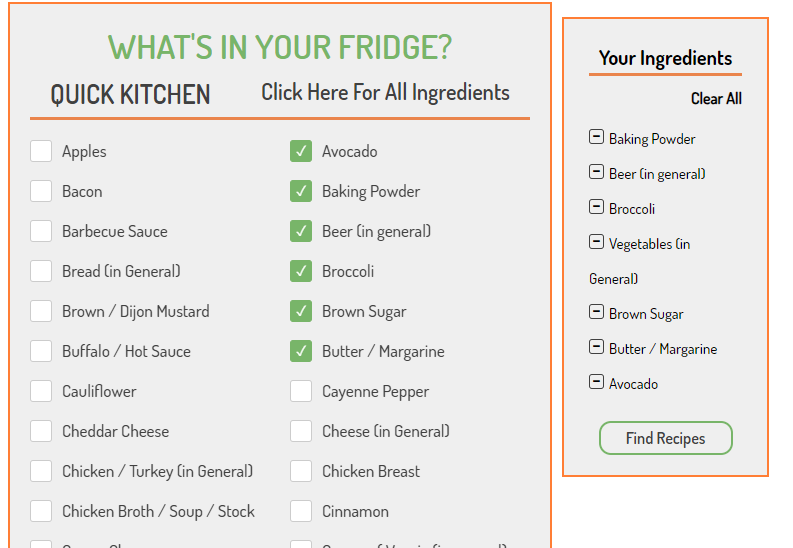 WHAT'S IN YOUR FRIDGE?
QUICK KITCHEN
Click Here For All Ingredients
Apples
Avocado
Bacon
Baking Powder
Barbecue Sauce
Beer (in general)
Bread (in General)
Broccoli
Brown / Dijon Mustard
Brown Sugar
Buffalo / Hot Sauce
Butter / Margarine
Cauliflower
Cayenne Pepper
Cheddar Cheese
Cheese (in General)
Chicken / Turkey (in General)
Chicken Breast
Chicken Broth / Soup / Stock
Cinnamon
Your Ingredients
Clear All
Baking Powder
Beer (in general)
Broccoli
Vegetables (in
General)
Brown Sugar
Butter / Margarine
Avocado
Find Recipes